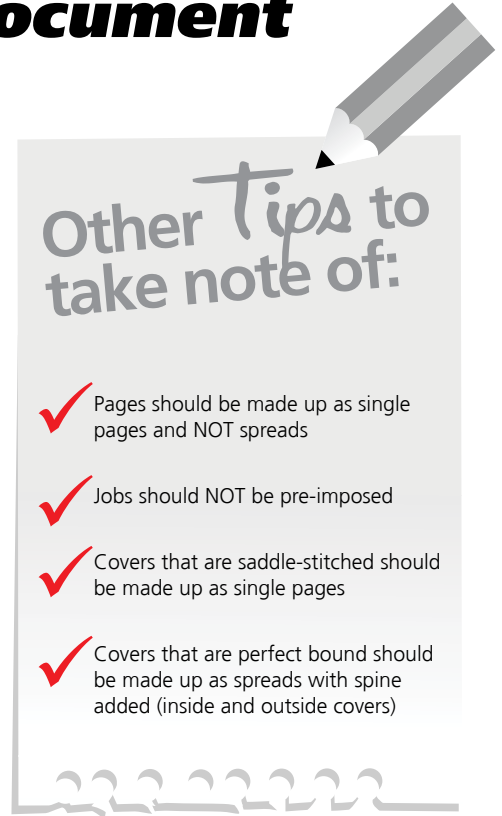 ocument
Other Tips to
take note of:
Pages should be made up as single
pages and NOT spreads
Jobs should NOT be pre-imposed
Covers that are saddle-stitched should
be made up as single pages
Covers that are perfect bound should
be made up as spreads with spine
added (inside and outside covers)